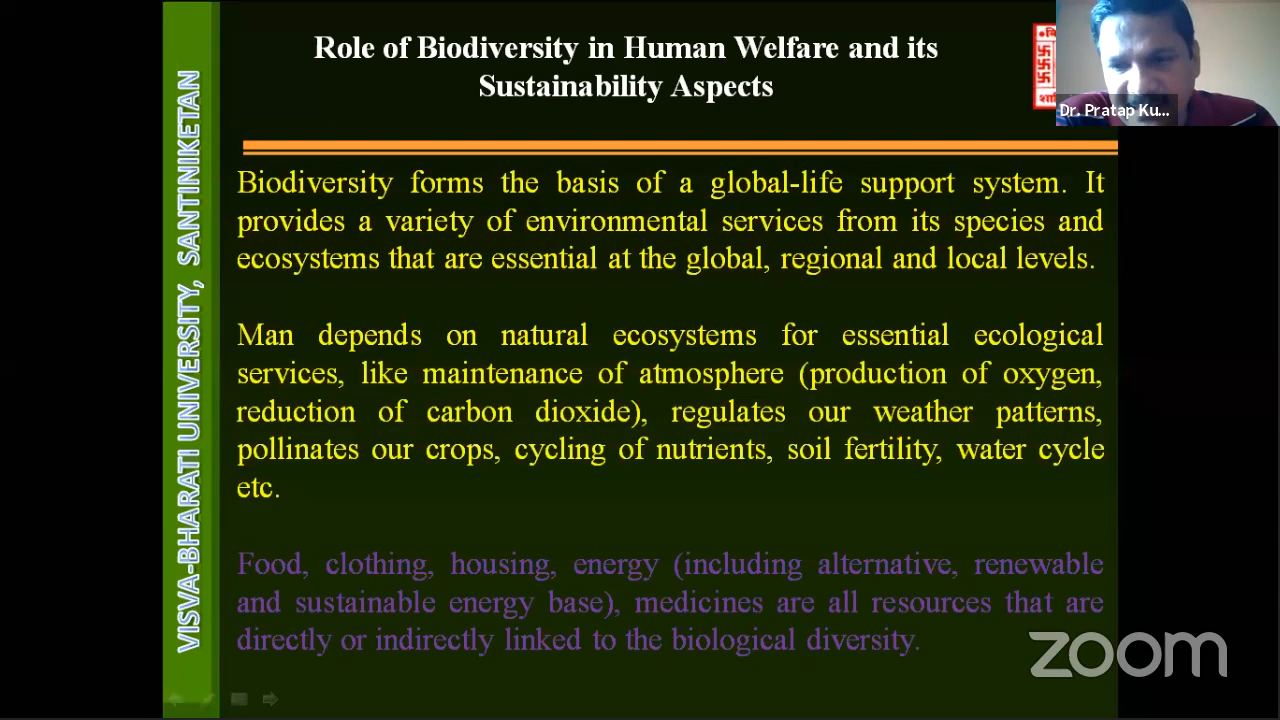 Role of Biodiversity in Human Welfare and its
Sustainability Aspects
Dr. Pratap Ku...
VISVA-BHARATI UNIVERSITY, SANTINIKETAN
Biodiversity forms the basis of a global-life support system. It
provides a variety of environmental services from its species and
ecosystems that are essential at the global, regional and local levels.
Man depends on natural ecosystems for essential ecological
services, like maintenance of atmosphere (production of oxygen,
reduction of carbon dioxide), regulates our weather patterns,
pollinates our crops, cycling of nutrients, soil fertility, water cycle
etc.
Food, clothing, housing, energy (including alternative, renewable
and sustainable energy base), medicines are all resources that are
directly or indirectly linked to the biological diversity.
zoom